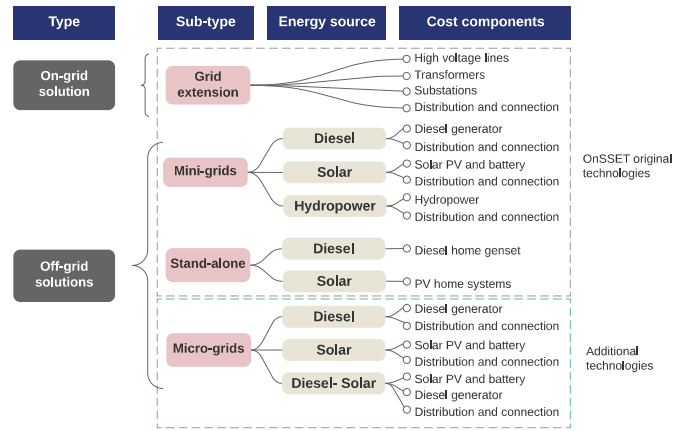 Type
Sub-type
Energy source
Cost components
On-grid
solution
Grid
extension
High voltage lines
Transformers
Substations
Distribution and connection
Off-grid
solutions
Mini-grids
Diesel
Diesel generator
Distribution and connection
Solar
Solar PV and battery
Distribution and connection
Hydropower
Hydropower
Distribution and connection
Stand-alone
Diesel
Diesel home genset
Solar
PV home systems
OnSSET original
technologies
Micro-grids
Diesel
Diesel generator
Distribution and connection
Solar
Solar PV and battery
Distribution and connection
Diesel- Solar
Solar PV and battery
Diesel generator
Distribution and connection
Additional
technologies